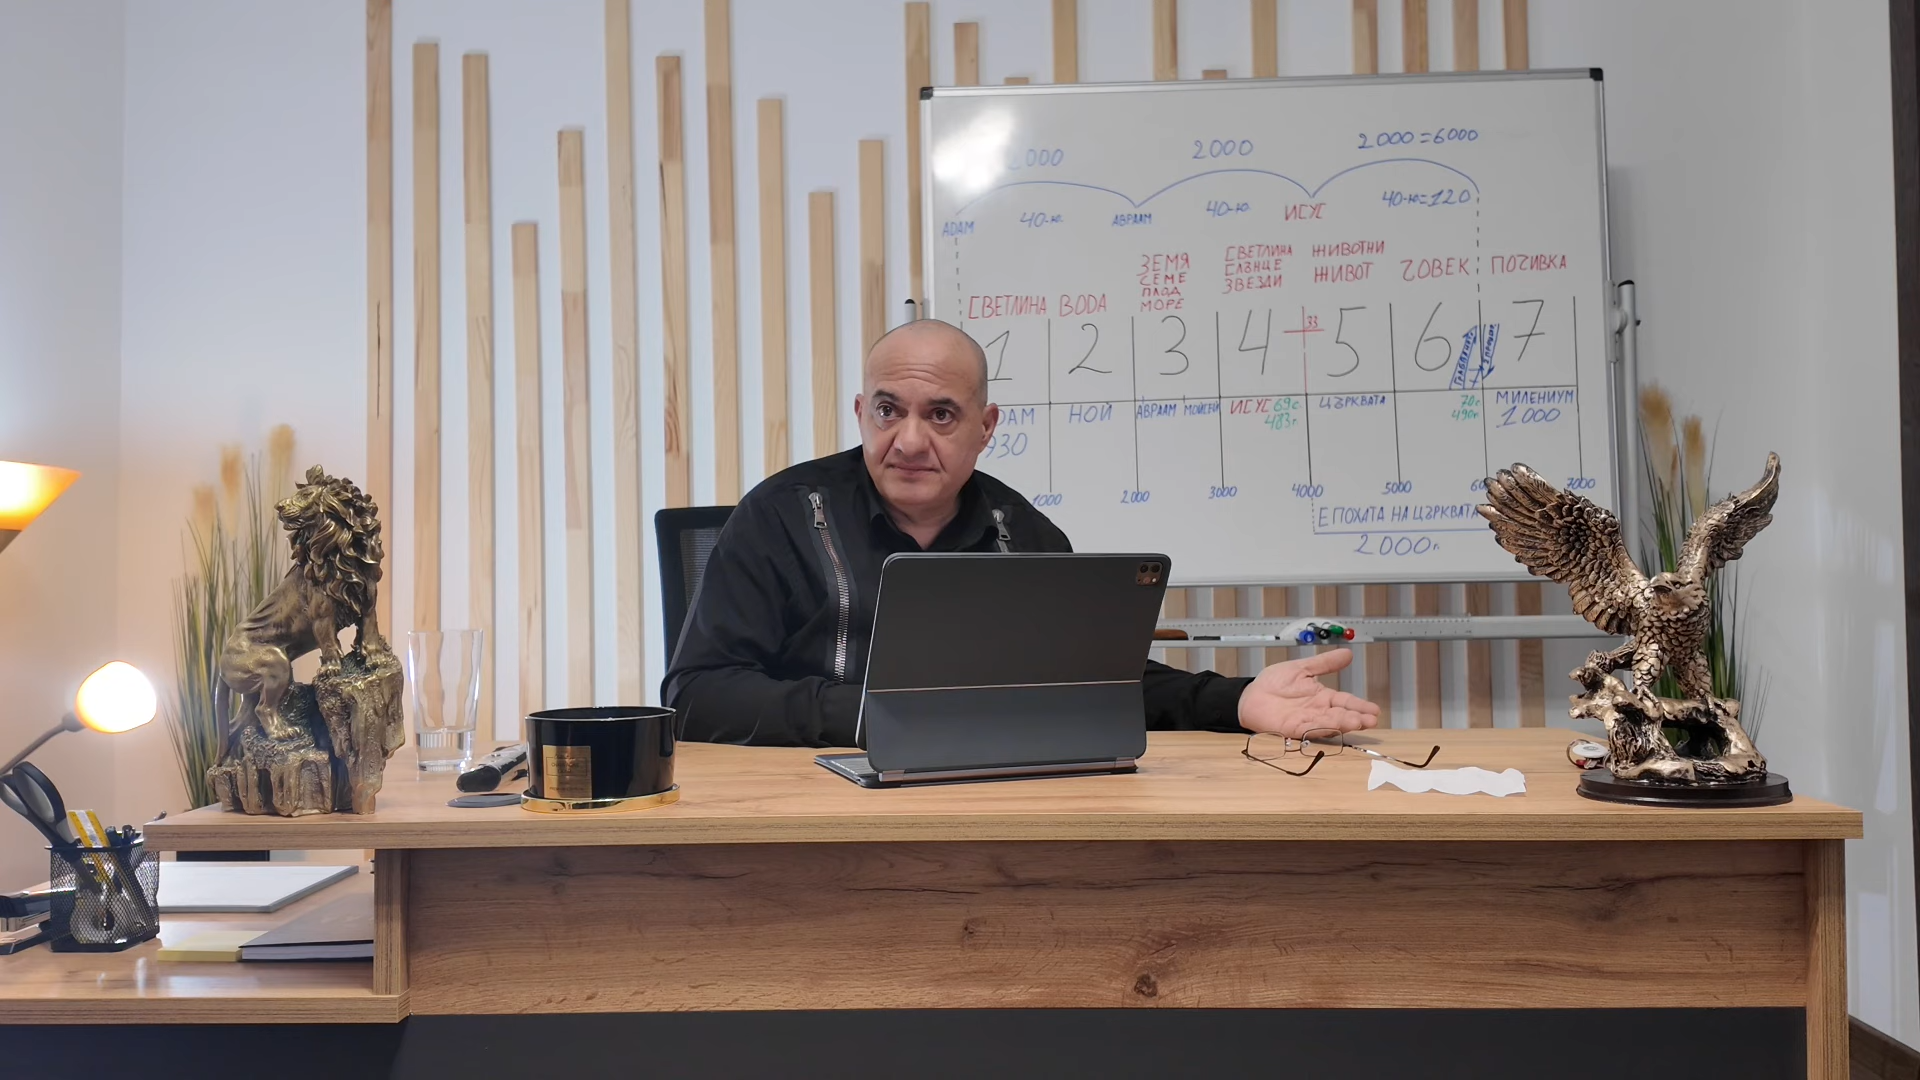 2000 2000 2000=6000
АДАМ 40-Ю. АВРААМ 40-Ю. ИСУС 40-Ю=120
СВЕТЛИНА
ВОДА
ЗЕМЯ
СЕМЕ
ПЛОД
МОРЕ
СВЕТЛИНА
СЛЪНЦЕ
ЗВЕЗДИ
ЖИВОТНИ
ЖИВОТ
ЧОВЕК
ПОЧИВКА
1 2 3 4 33 5 6 7
НОЙ
АВРААМ МОЙСЕЙ
ИСУС 69с.
483г.
ЦЪРКВАТА
70с
490г
МИЛЕНИУМ
1000
930
1000 2000 3000 4000 5000 7000
ЕПОХАТА НА ЦЪРКВАТА
2000г.